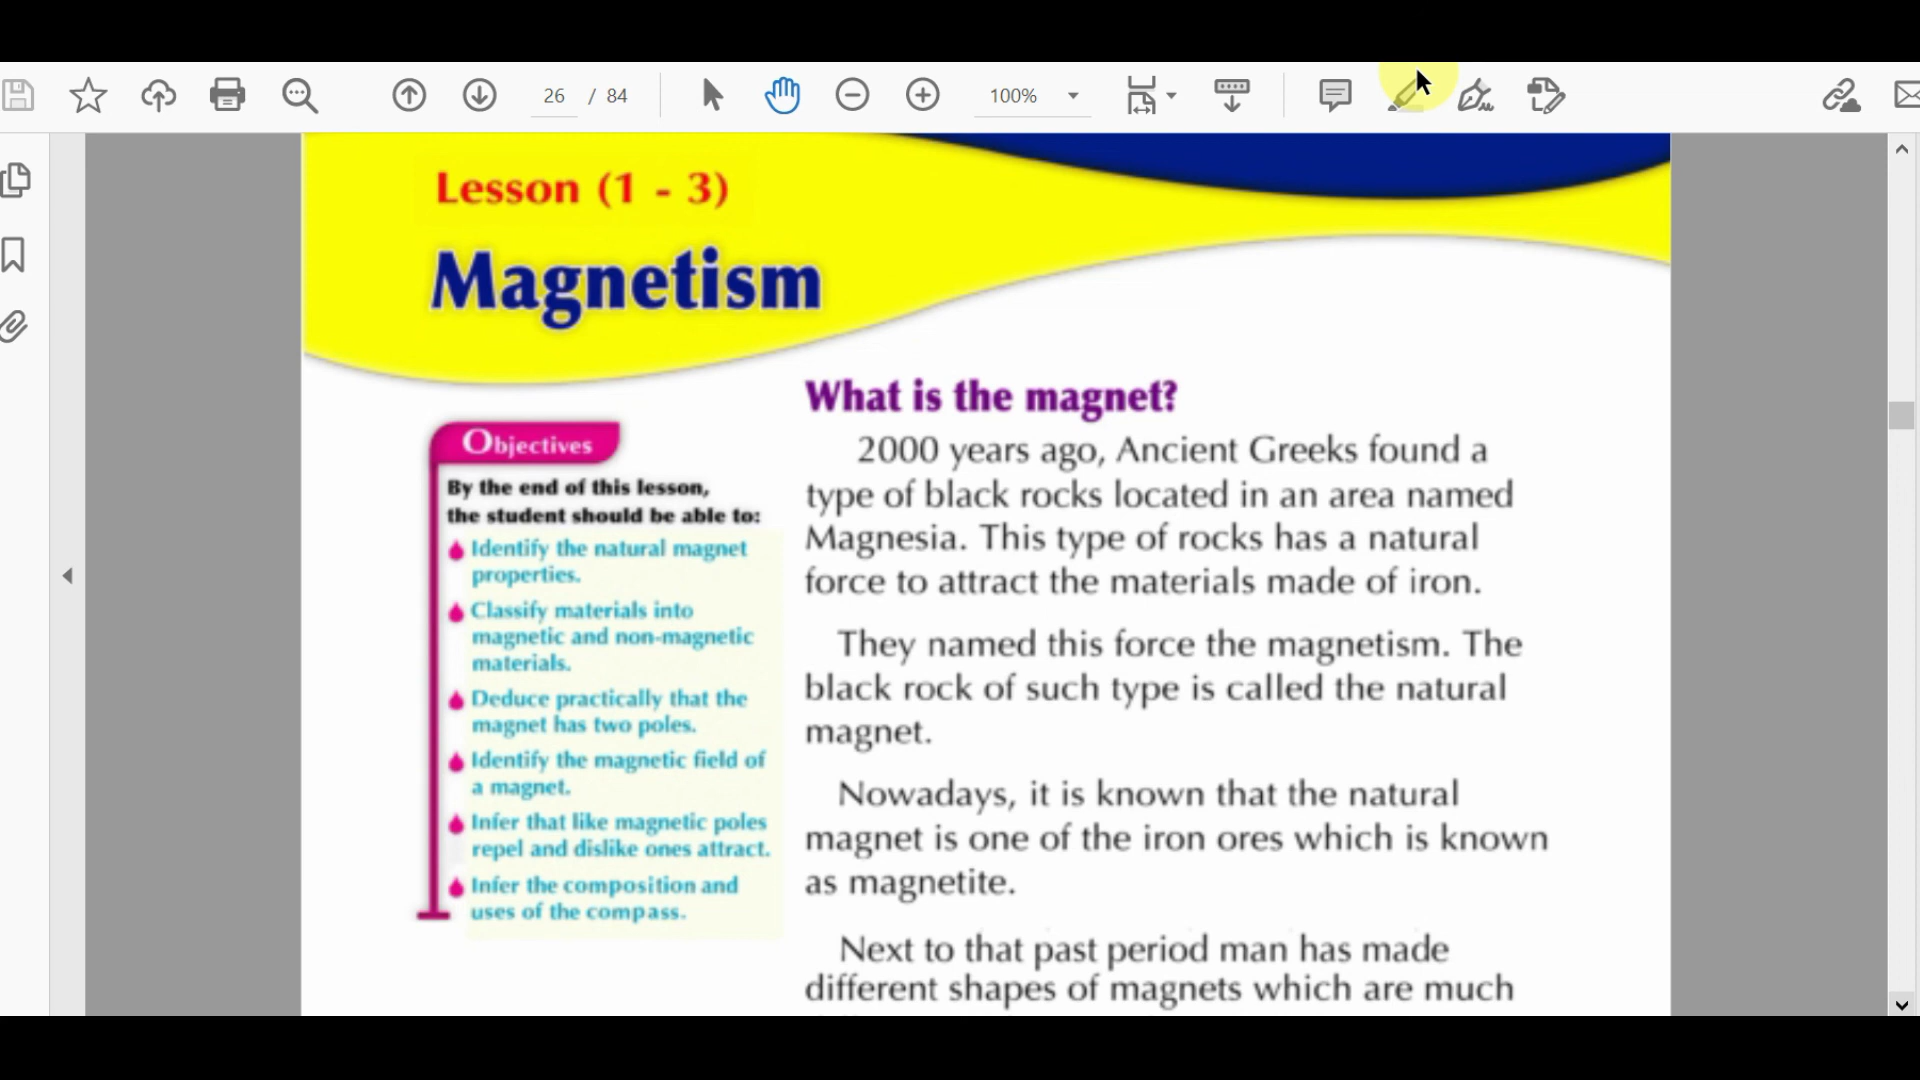 26 / 84
100%
Lesson (1 - 3)
Magnetism
Objectives
By the end of this lesson,
the student should be able to:
Identify the natural magnet
properties.
Classify materials into
magnetic and non-magnetic
materials.
Deduce practically that the
magnet has two poles.
Identify the magnetic field of
a magnet.
Infer that like magnetic poles
repel and dislike ones attract.
Infer the composition and
uses of the compass.
What is the magnet?
2000 years ago, Ancient Greeks found a
type of black rocks located in an area named
Magnesia. This type of rocks has a natural
force to attract the materials made of iron.
They named this force the magnetism. The
black rock of such type is called the natural
magnet.
Nowadays, it is known that the natural
magnet is one of the iron ores which is known
as magnetite.
Next to that past period man has made
different shapes of magnets which are much